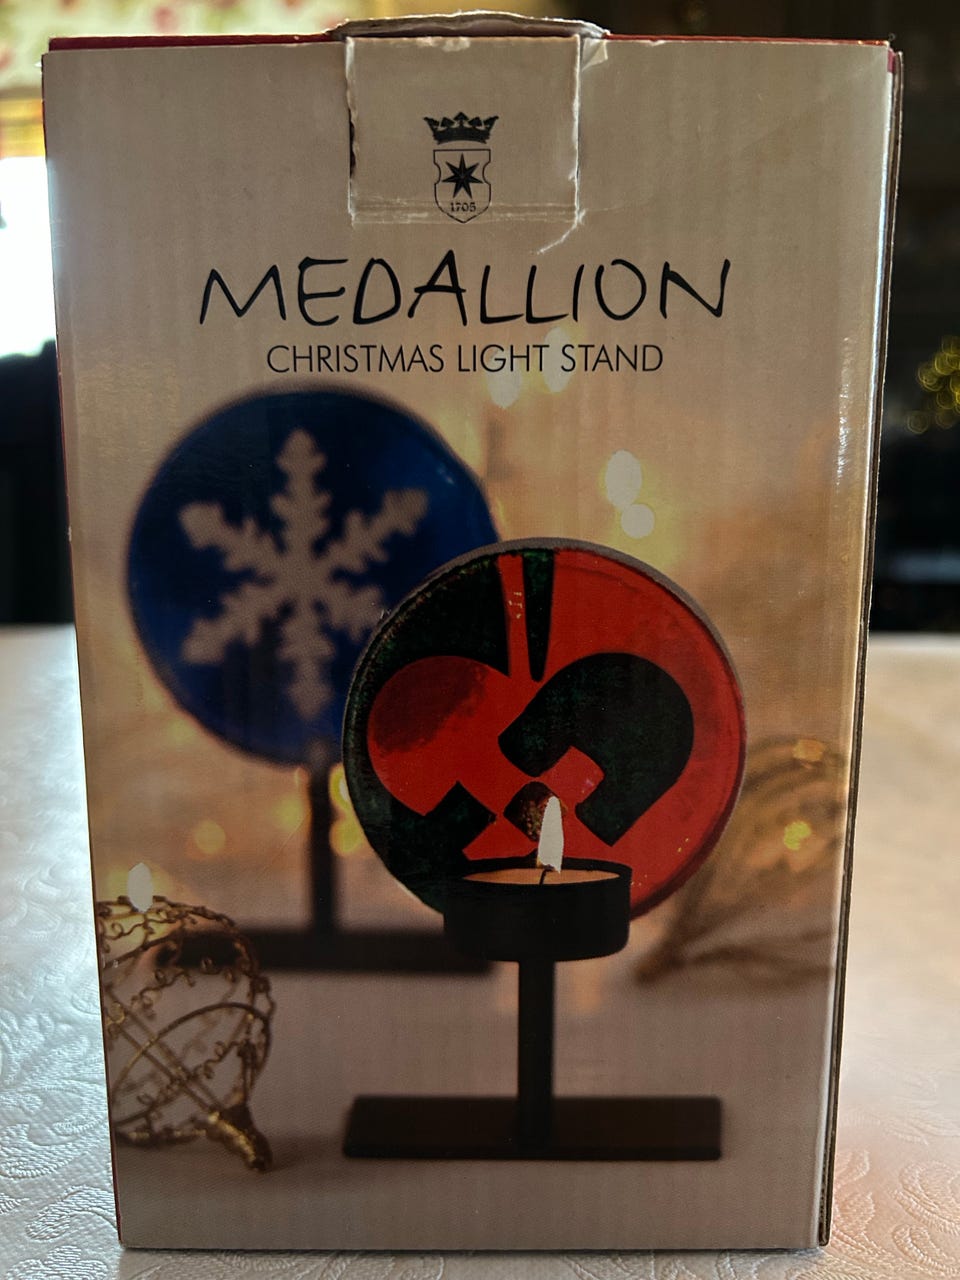 1705
MEDALLION
CHRISTMAS LIGHT STAND